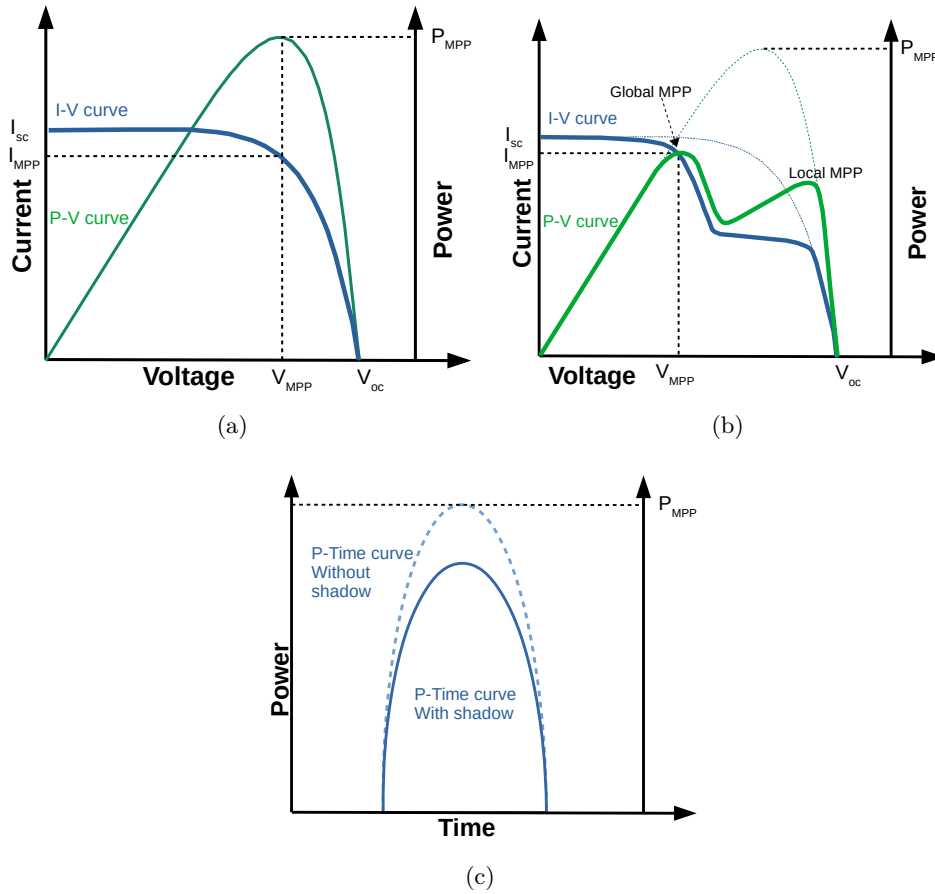 P_MPP
I-V curve
I_sc
I_MPP
P-V curve
Current
Power
Voltage
V_MPP
V_oc
(a)
P_MPP
Global MPP
I-V curve
I_sc
I_MPP
Local MPP
P-V curve
Current
Power
Voltage
V_MPP
V_oc
(b)
P_MPP
P-Time curve
Without
shadow
P-Time curve
With shadow
Power
Time
(c)